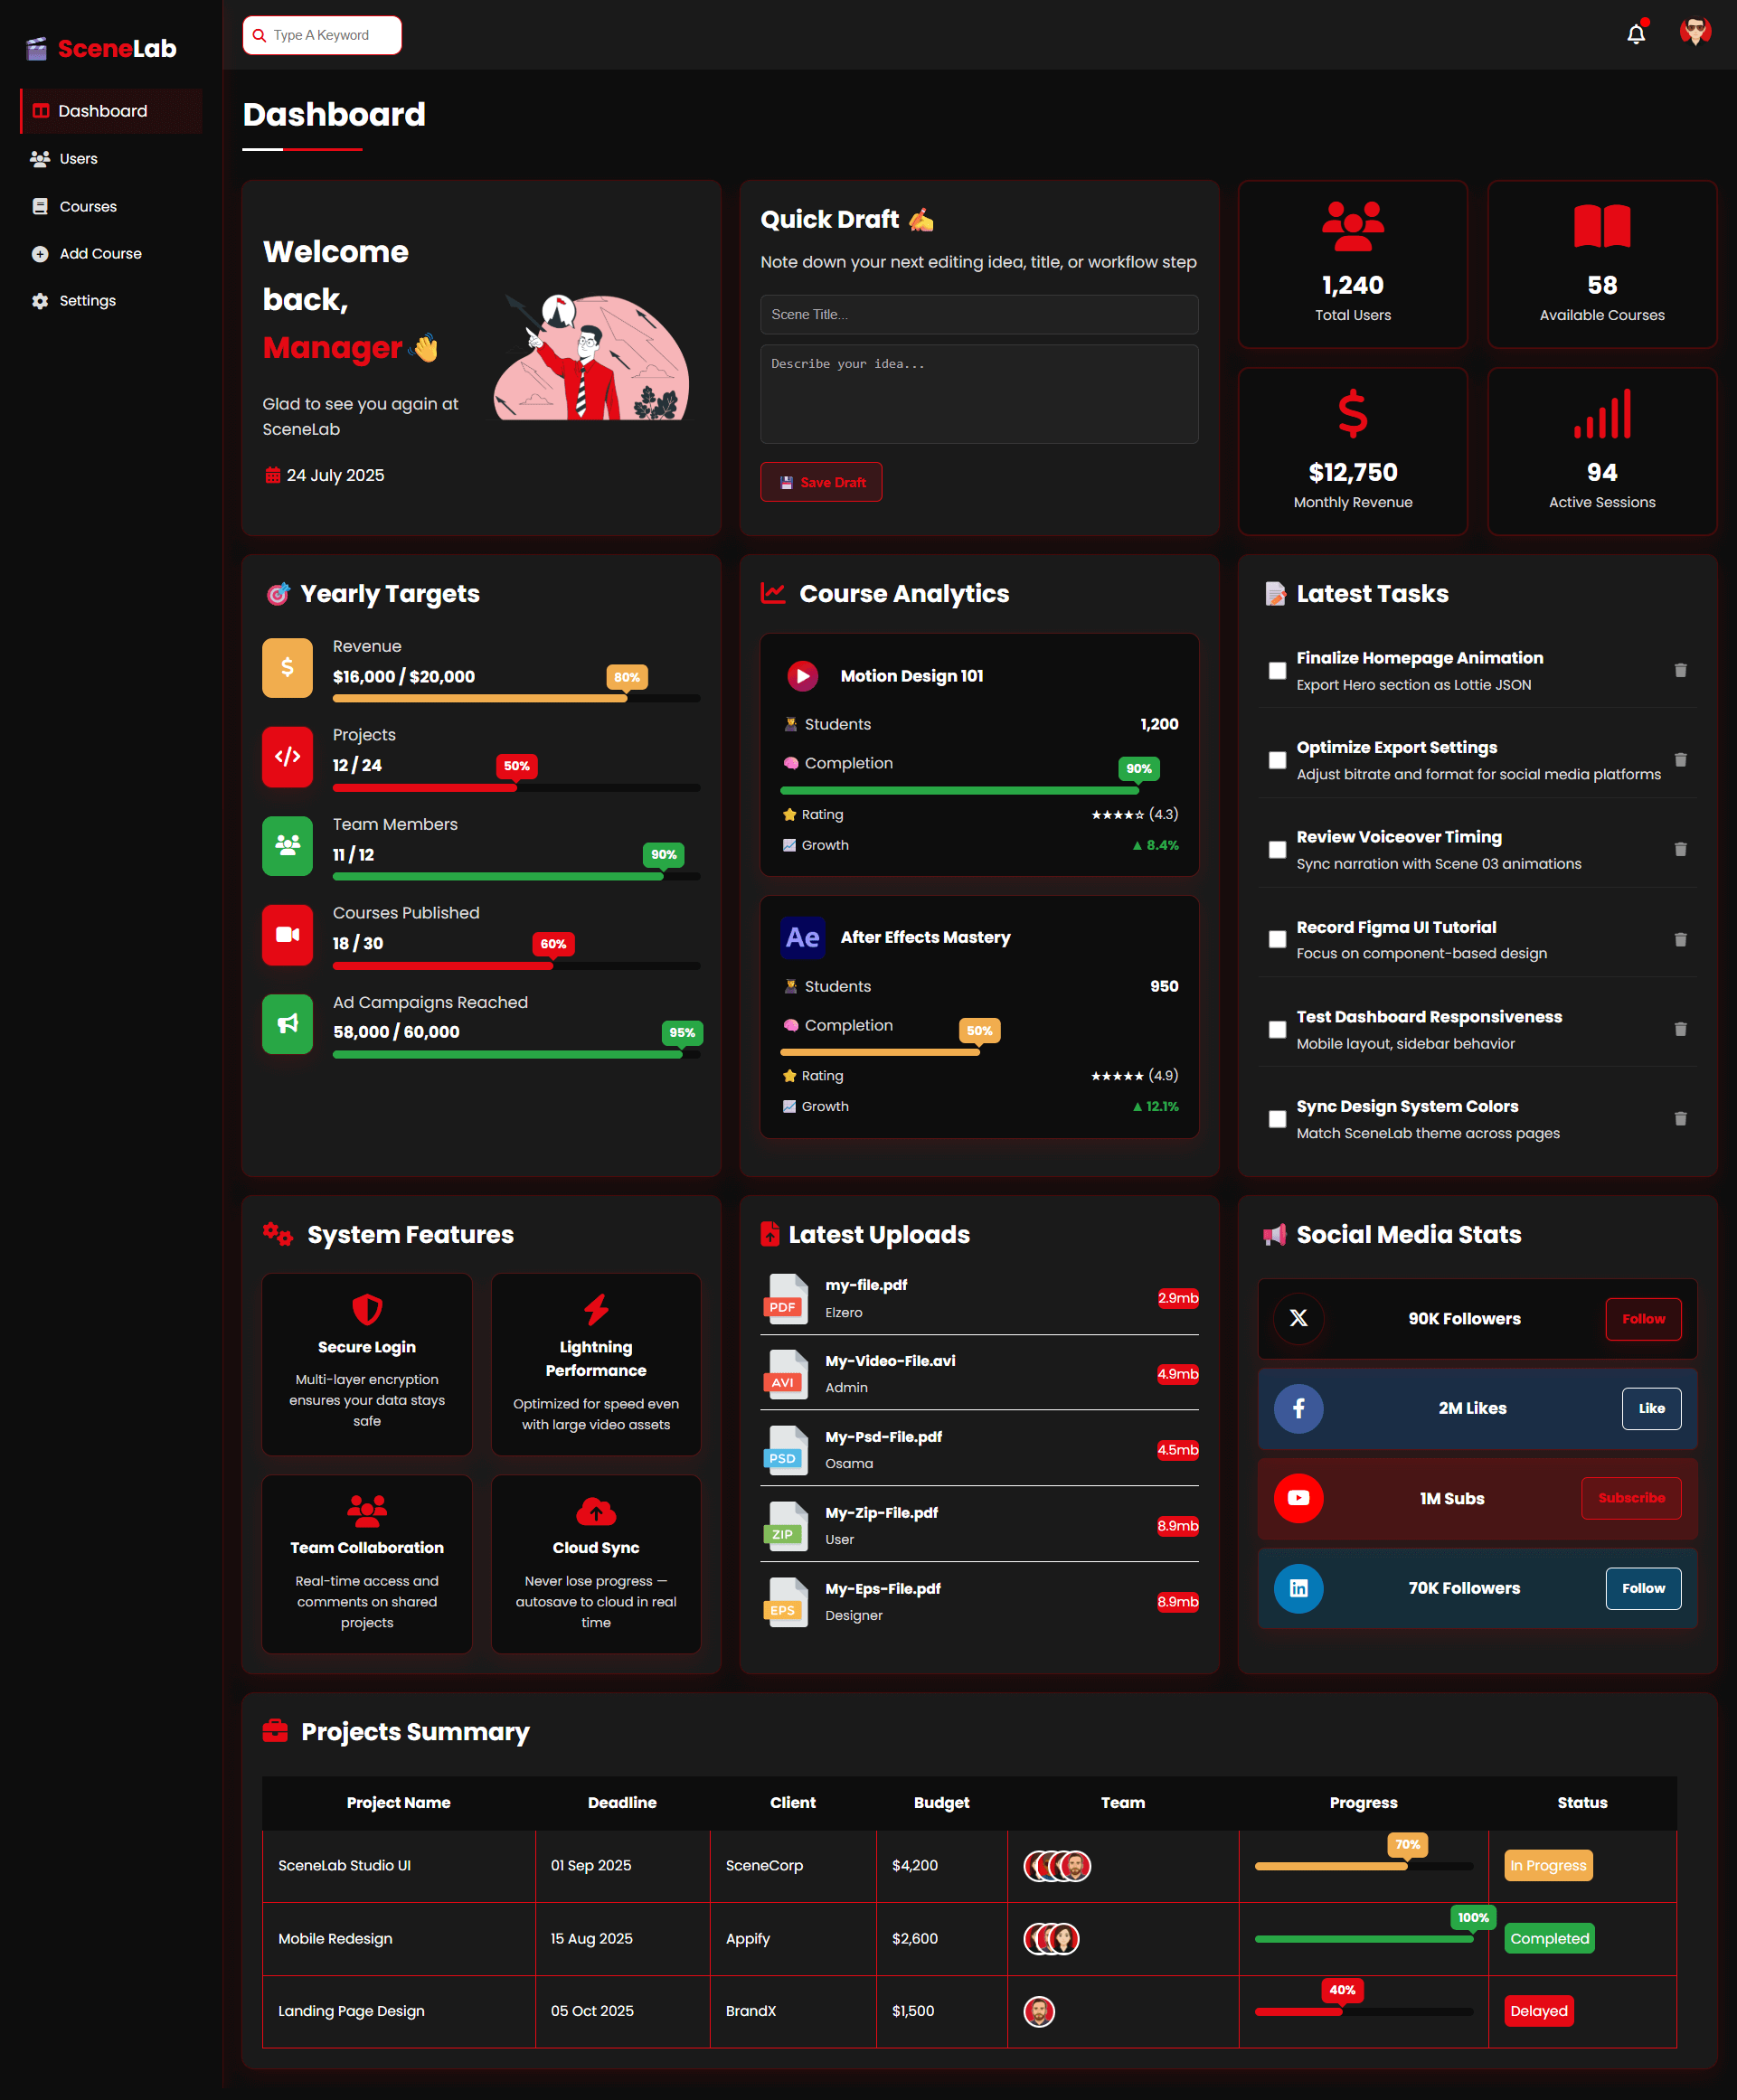 SceneLab
Dashboard
Users
Courses
Add Course
Settings
Type A Keyword
Dashboard
Welcome
back,
Manager 👋
Glad to see you again at
SceneLab
24 July 2025
Quick Draft ✍️
Note down your next editing idea, title, or workflow step
Scene Title...
Describe your idea...
💾 Save Draft
1,240
Total Users
58
Available Courses
$12,750
Monthly Revenue
94
Active Sessions
🎯 Yearly Targets
Revenue
$16,000 / $20,000
80%
Projects
12 / 24
50%
Team Members
11 / 12
90%
Courses Published
18 / 30
60%
Ad Campaigns Reached
58,000 / 60,000
95%
Course Analytics
Motion Design 101
Students 1,200
Completion
90%
⭐ Rating ★★★★☆ (4.3)
📈 Growth ▲ 8.4%
Ae After Effects Mastery
Students 950
Completion
50%
⭐ Rating ★★★★★ (4.9)
📈 Growth ▲ 12.1%
📝 Latest Tasks
Finalize Homepage Animation
Export Hero section as Lottie JSON
Optimize Export Settings
Adjust bitrate and format for social media platforms
Review Voiceover Timing
Sync narration with Scene 03 animations
Record Figma UI Tutorial
Focus on component-based design
Test Dashboard Responsiveness
Mobile layout, sidebar behavior
Sync Design System Colors
Match SceneLab theme across pages
System Features
Secure Login
Multi-layer encryption
ensures your data stays
safe
Lightning
Performance
Optimized for speed even
with large video assets
Team Collaboration
Real-time access and
comments on shared
projects
Cloud Sync
Never lose progress —
autosave to cloud in real
time
Latest Uploads
PDF
my-file.pdf
Elzero
2.9mb
AVI
My-Video-File.avi
Admin
4.9mb
PSD
My-Psd-File.pdf
Osama
4.5mb
ZIP
My-Zip-File.pdf
User
8.9mb
EPS
My-Eps-File.pdf
Designer
8.9mb
📢 Social Media Stats
X 90K Followers Follow
f 2M Likes Like
1M Subs Subscribe
in 70K Followers Follow
Projects Summary
Project Name Deadline Client Budget Team Progress Status
SceneLab Studio UI 01 Sep 2025 SceneCorp $4,200 70% In Progress
Mobile Redesign 15 Aug 2025 Appify $2,600 100% Completed
Landing Page Design 05 Oct 2025 BrandX $1,500 40% Delayed